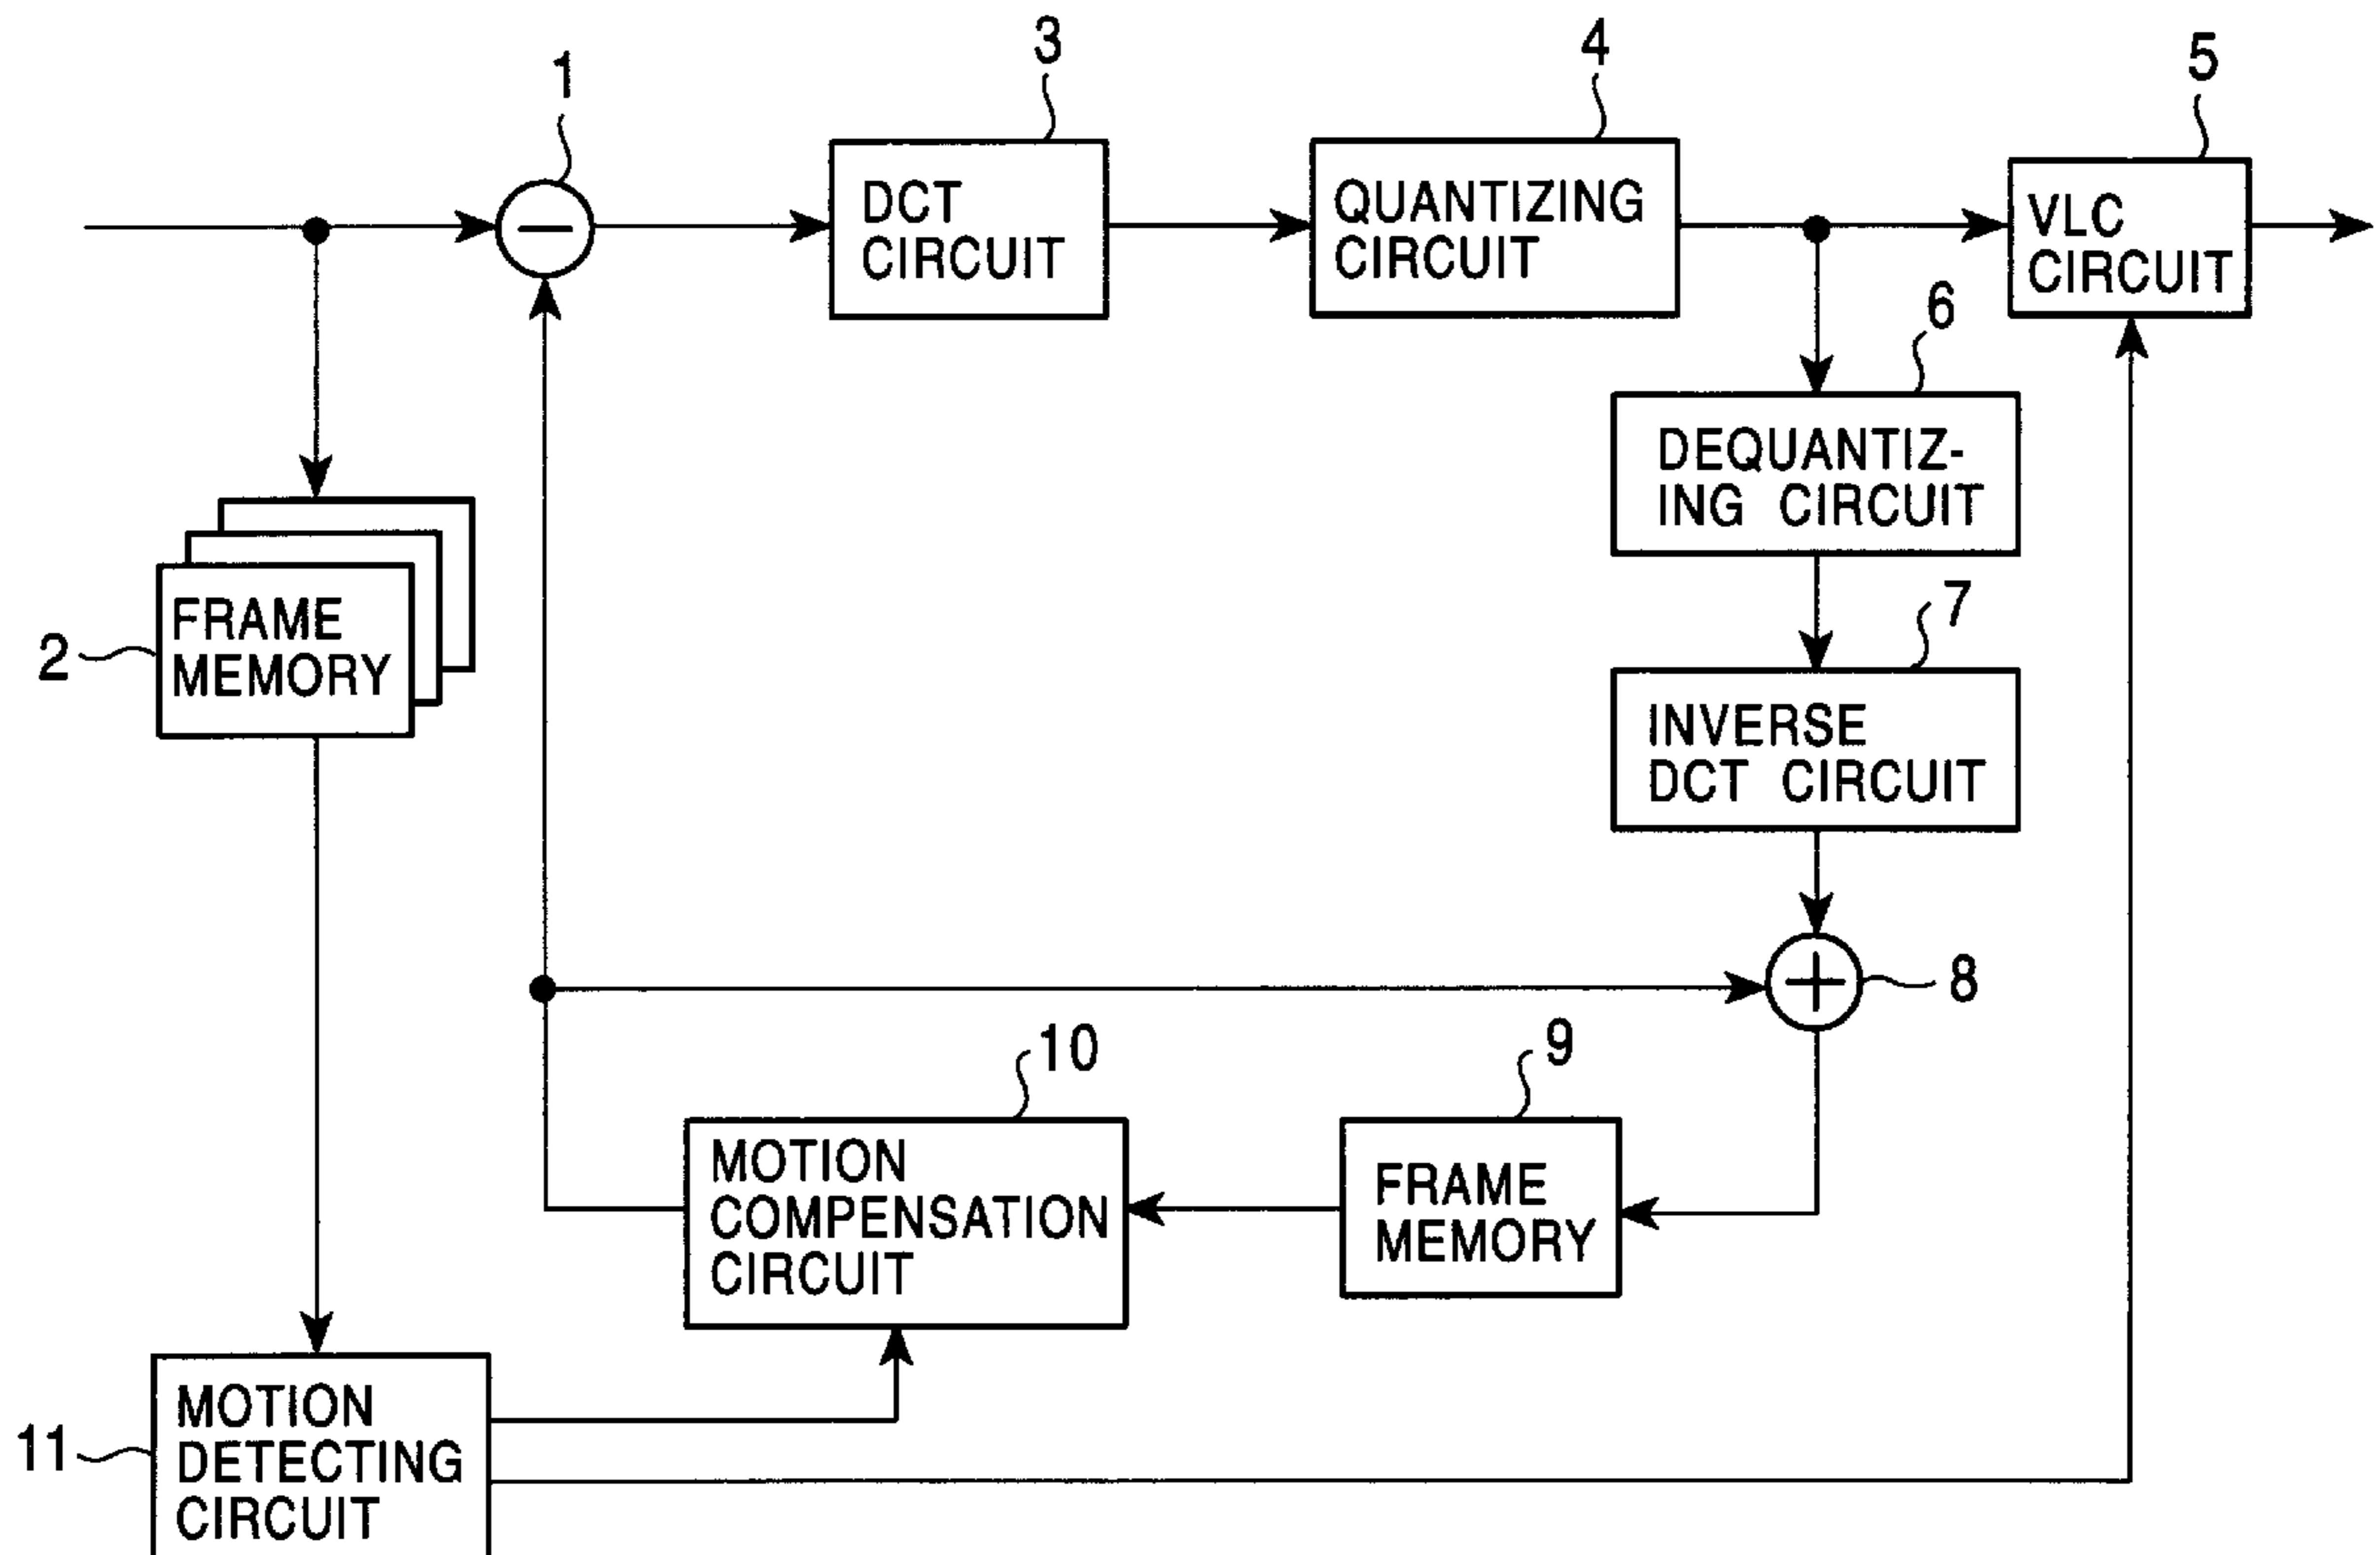 1
3
4
5
DCT
CIRCUIT
QUANTIZING
CIRCUIT
VLC
CIRCUIT
6
DEQUANTIZ-
ING CIRCUIT
2
FRAME
MEMORY
7
INVERSE
DCT CIRCUIT
8
10
9
MOTION
COMPENSATION
CIRCUIT
FRAME
MEMORY
11
MOTION
DETECTING
CIRCUIT